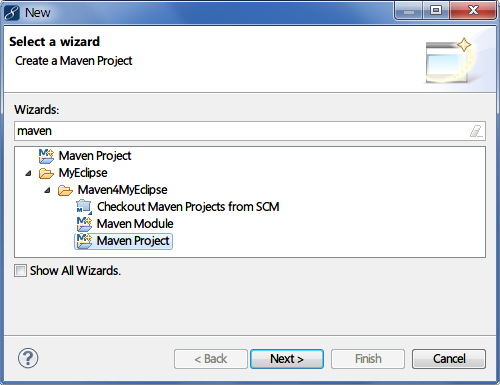 New
Select a wizard
Create a Maven Project
Wizards:
maven
Maven Project
MyEclipse
Maven4MyEclipse
Checkout Maven Projects from SCM
Maven Module
Maven Project
Show All Wizards.
< Back Next > Finish Cancel